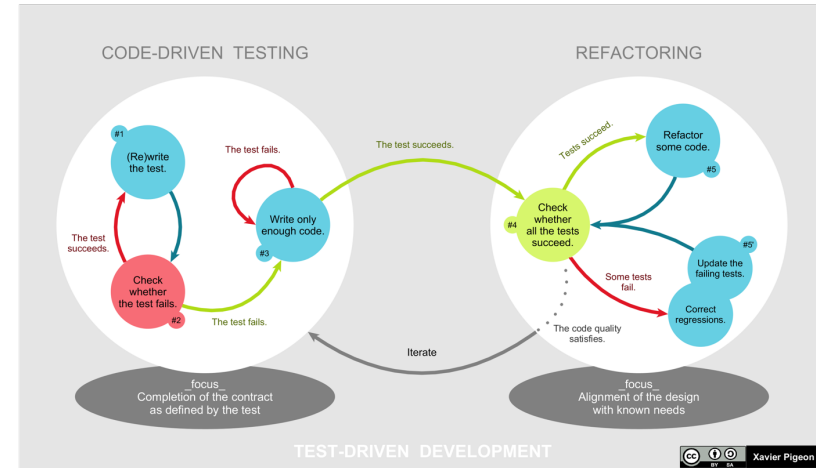 CODE-DRIVEN TESTING
REFACTORING
#1
(Re)write
the test.
The test
succeeds.
Check
whether
the test fails.
#2
The test fails.
The test fails.
Write only
enough code.
#3
The test succeeds.
Check
whether
all the tests
succeed.
#4
Tests succeed.
Refactor
some code.
#5
Some tests
fail.
#5'
Update the
failing tests.
Correct
regressions.
The code quality
satisfies.
Iterate
_focus_
Completion of the contract
as defined by the test
_focus_
Alignment of the design
with known needs
TEST-DRIVEN DEVELOPMENT
cc
BY SA
Xavier Pigeon